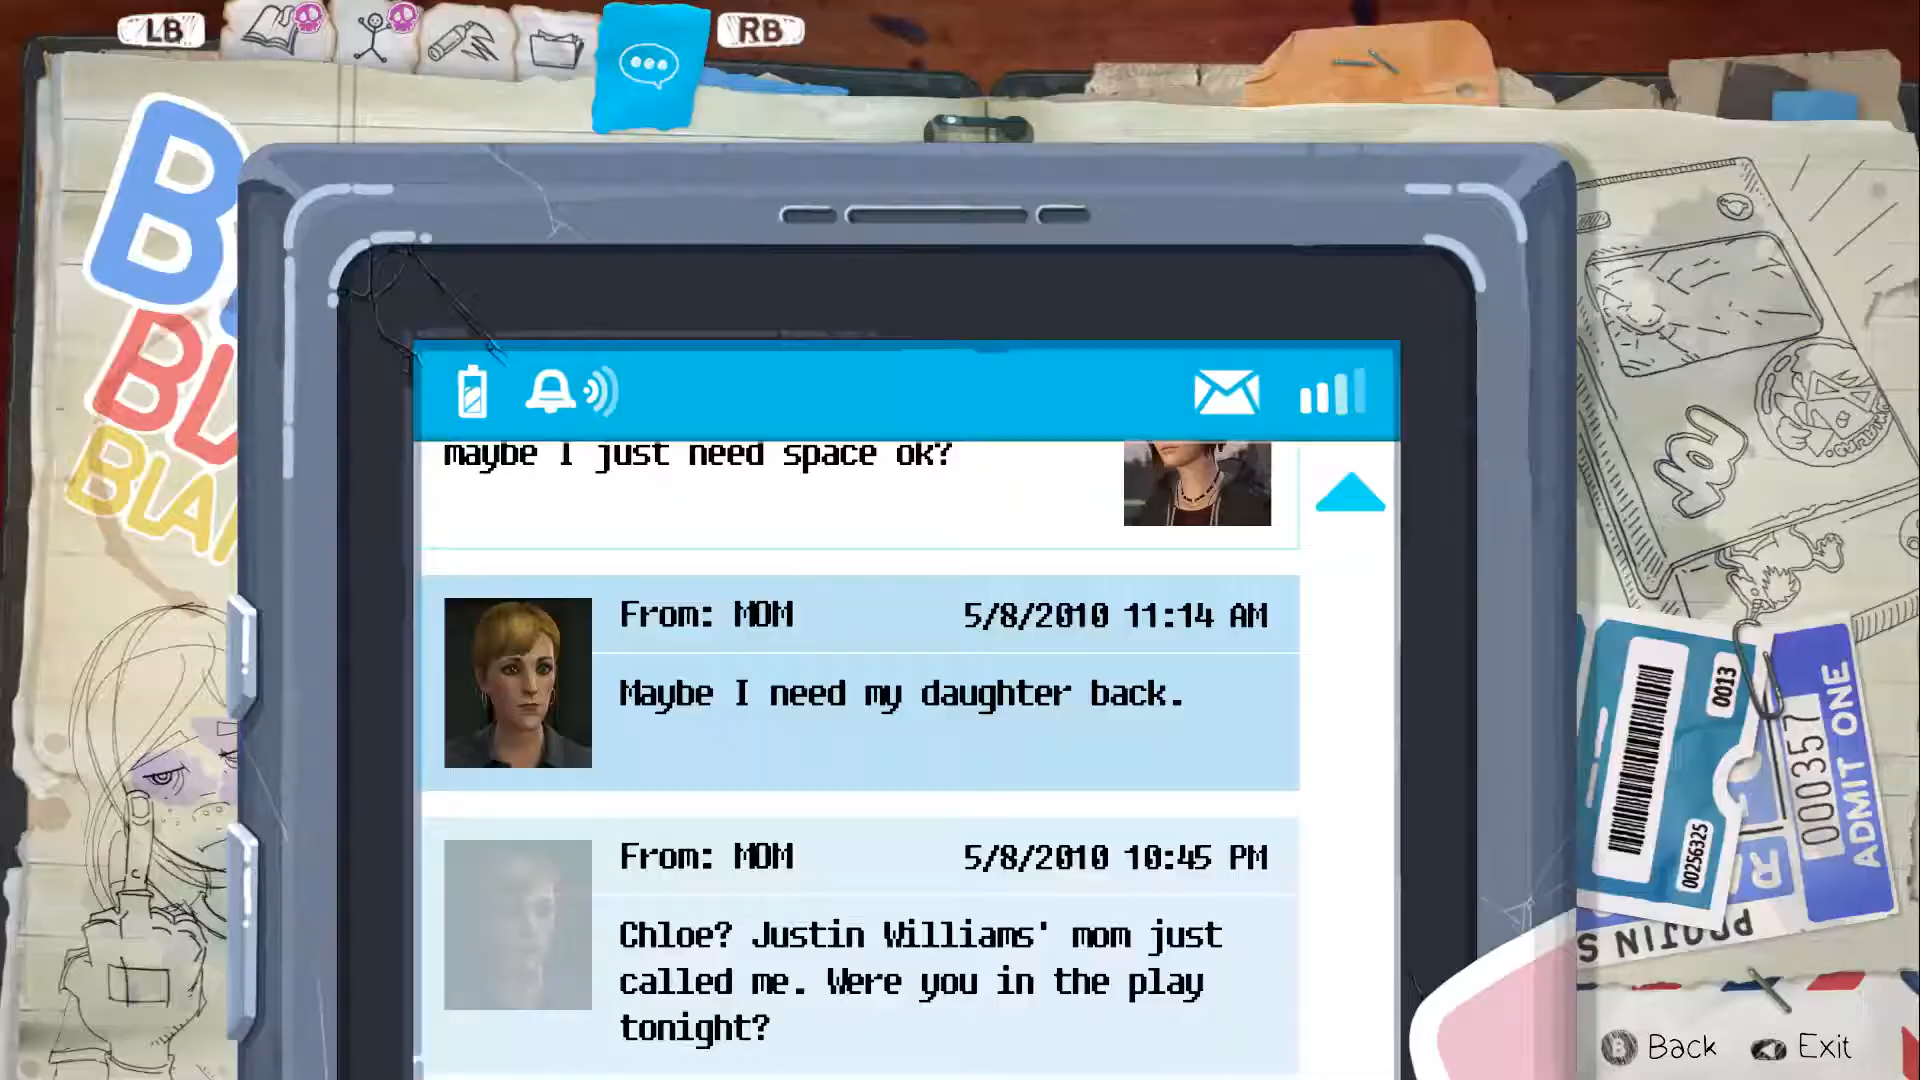 LB
RB
maybe I just need space ok?
From: MOM 5/8/2010 11:14 AM
Maybe I need my daughter back.
From: MOM 5/8/2010 10:45 PM
Chloe? Justin Williams' mom just
called me. Were you in the play
tonight?
0013
00256325
000357
ADMIT ONE
B Back
Exit